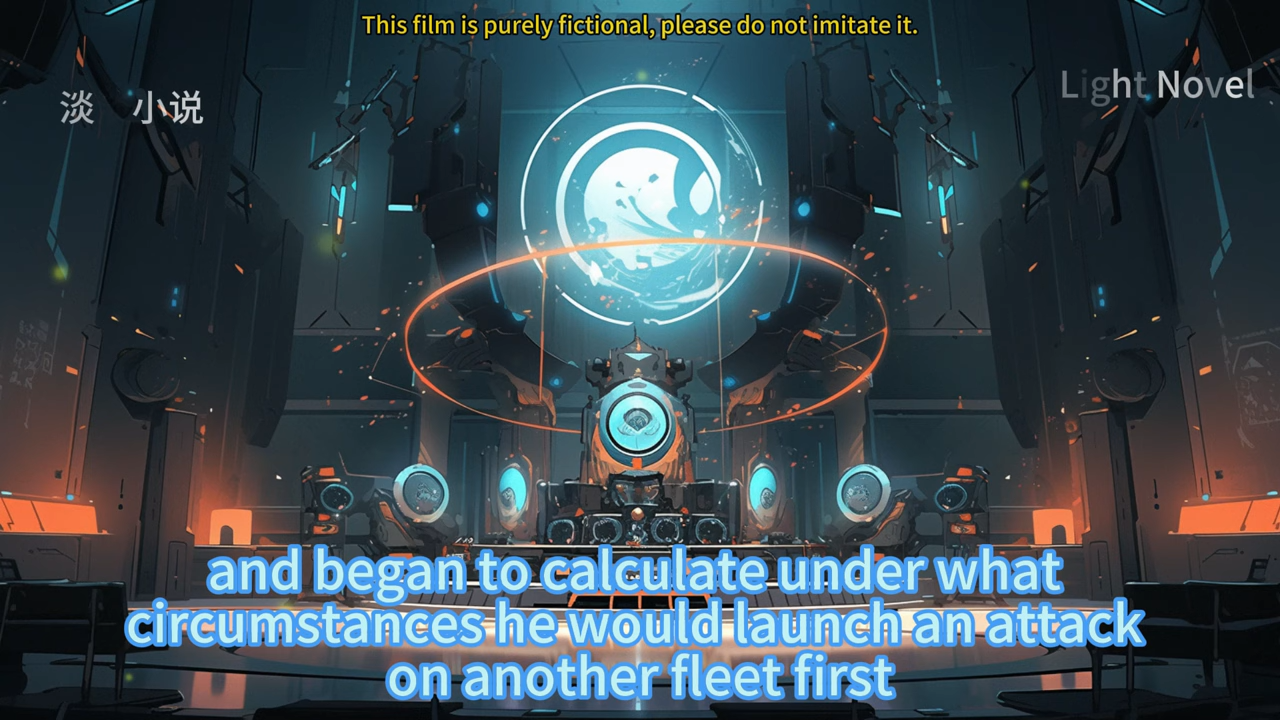 This film is purely fictional, please do not imitate it.
淡 小说
Light Novel
and began to calculate under what
circumstances he would launch an attack
on another fleet first